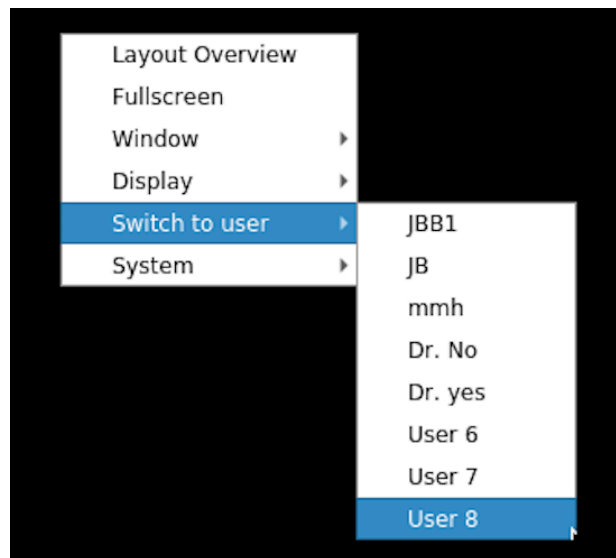 Layout Overview
Fullscreen
Window
Display
Switch to user
System
JBB1
JB
mmh
Dr. No
Dr. yes
User 6
User 7
User 8